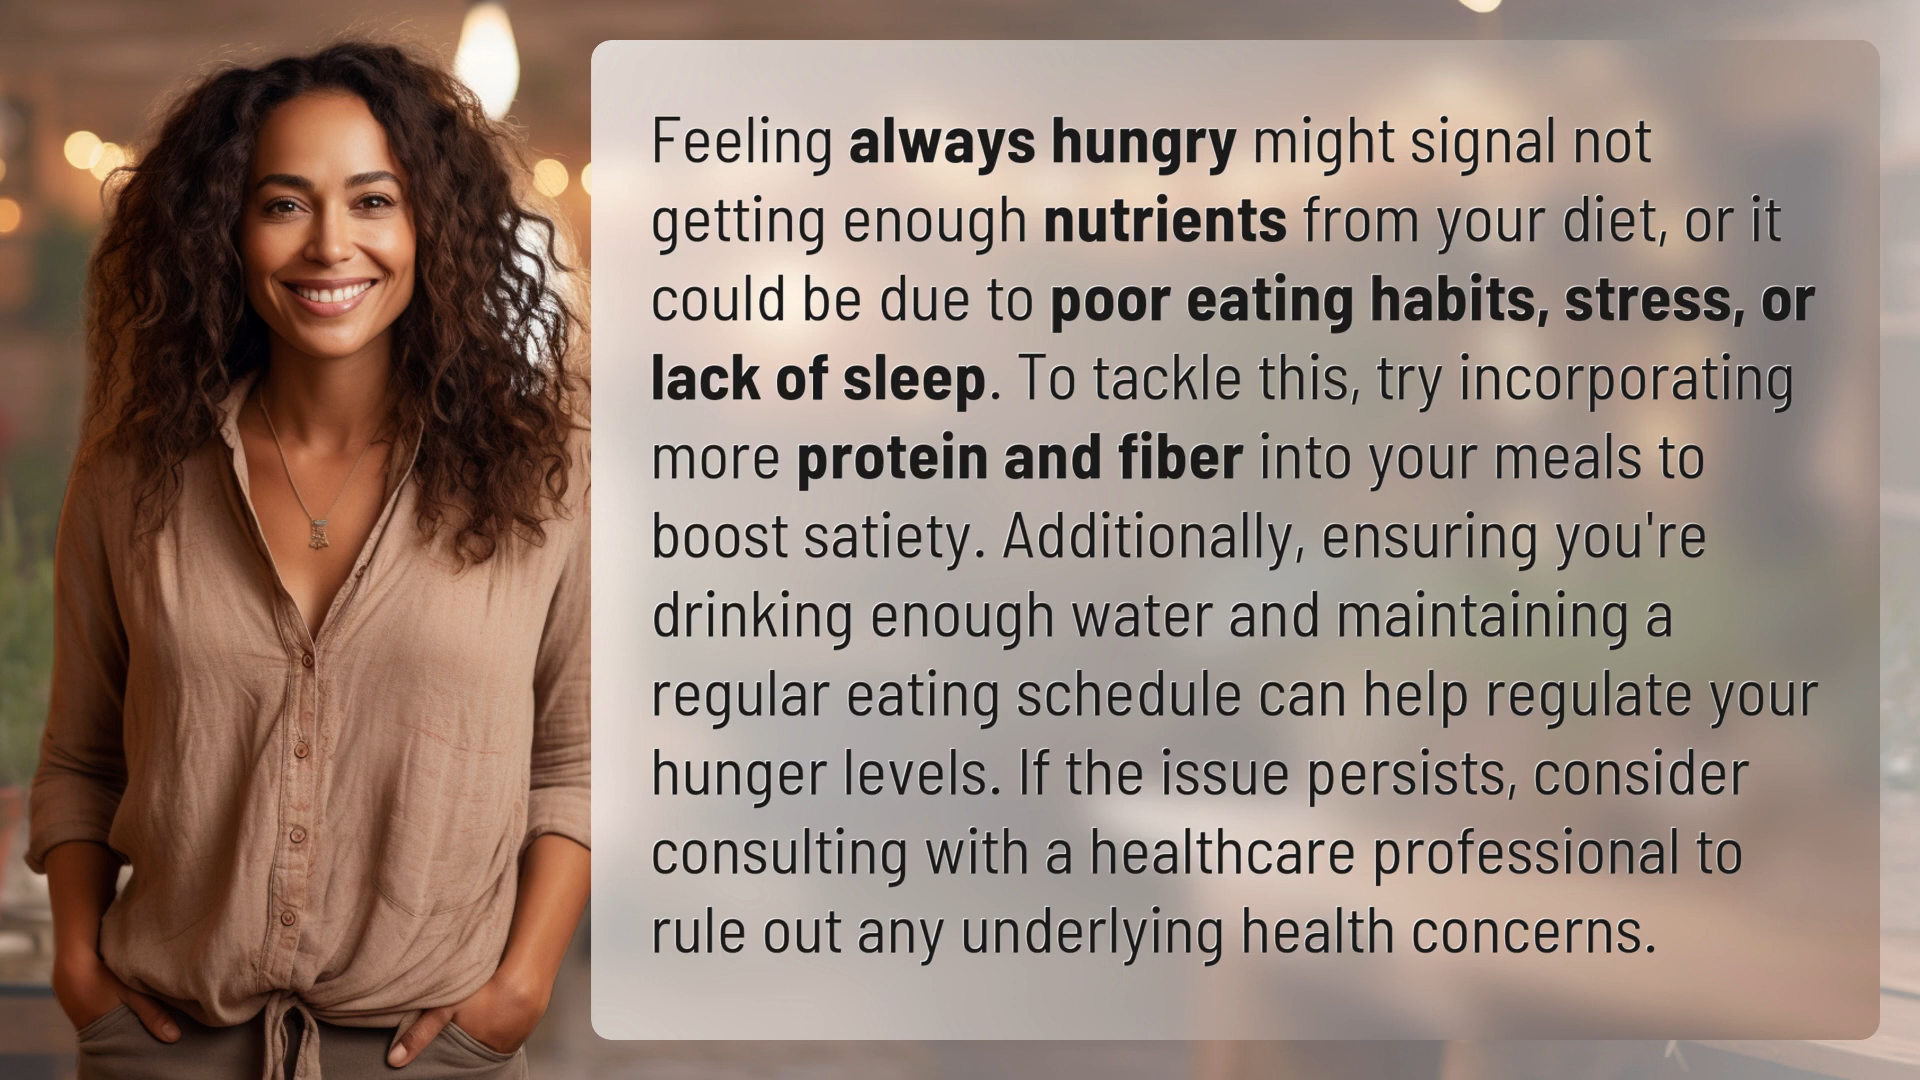 Feeling always hungry might signal not
getting enough nutrients from your diet, or it
could be due to poor eating habits, stress, or
lack of sleep. To tackle this, try incorporating
more protein and fiber into your meals to
boost satiety. Additionally, ensuring you're
drinking enough water and maintaining a
regular eating schedule can help regulate your
hunger levels. If the issue persists, consider
consulting with a healthcare professional to
rule out any underlying health concerns.